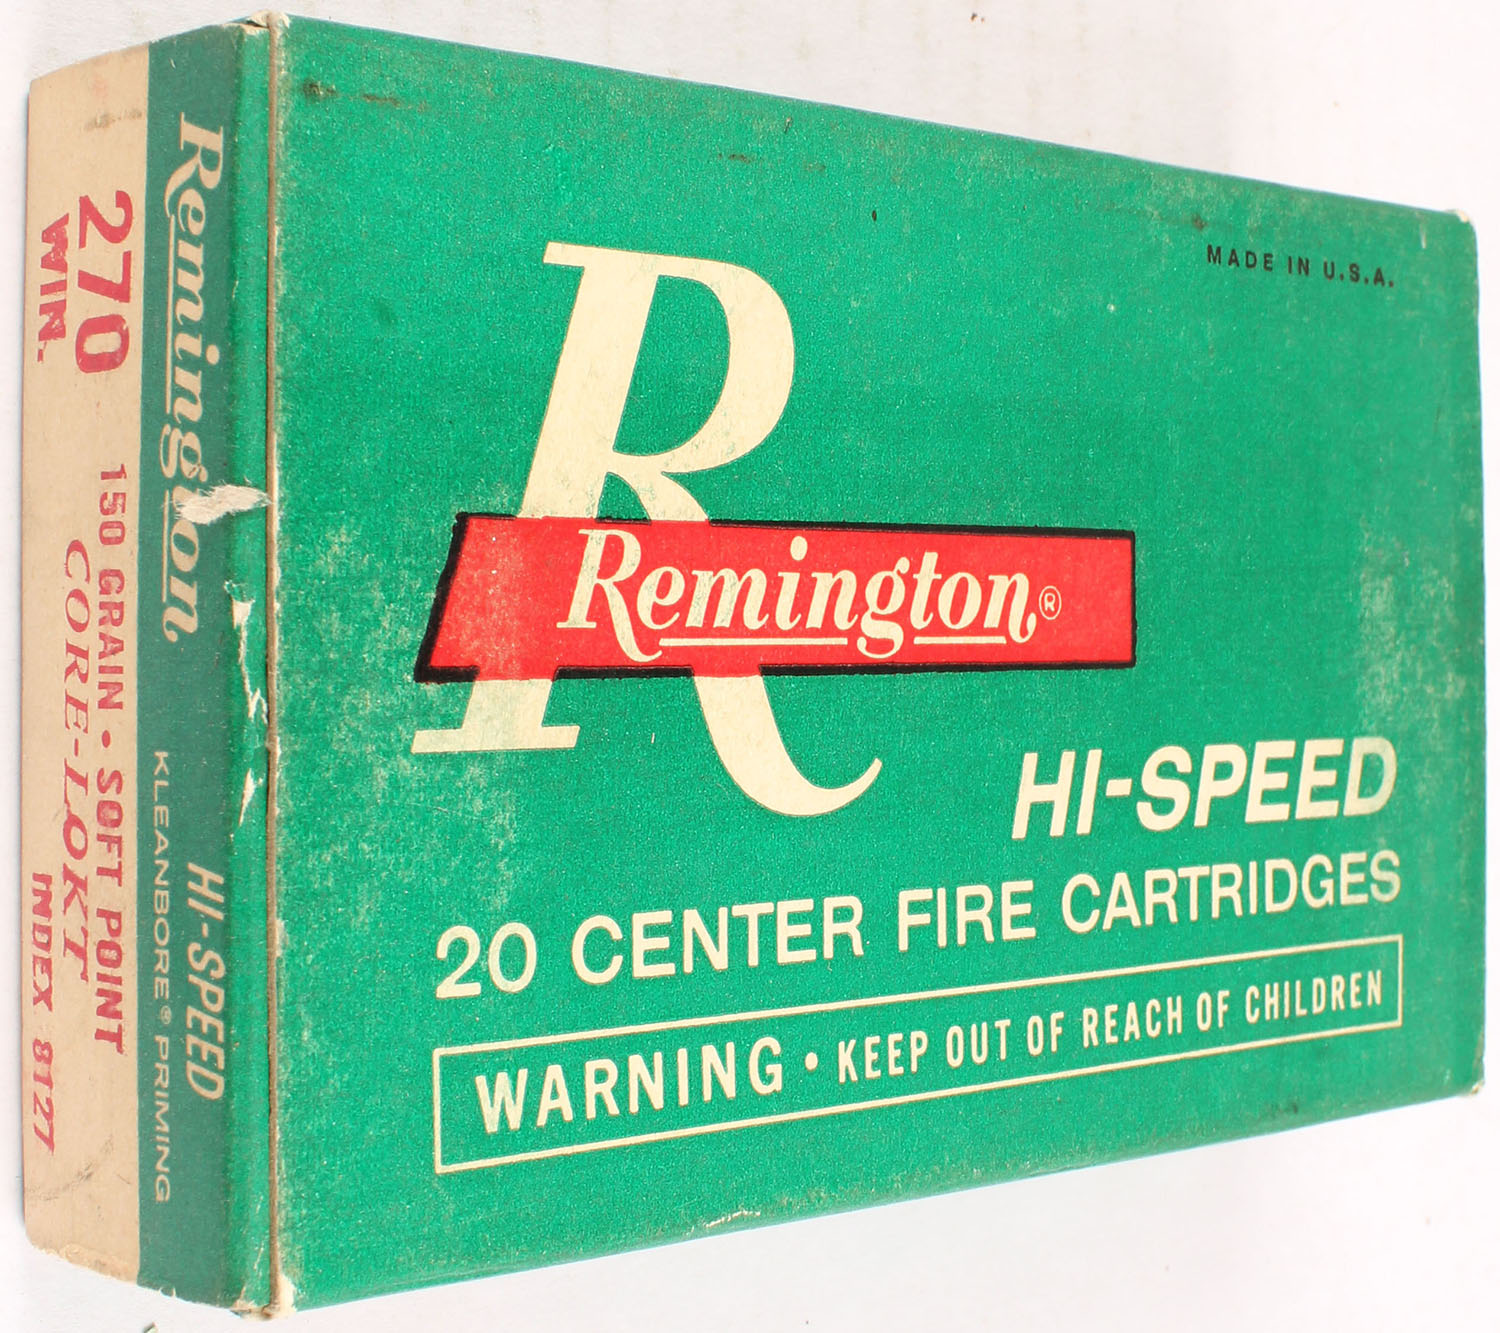 MADE IN U.S.A.
R
Remington®
HI-SPEED
20 CENTER FIRE CARTRIDGES
WARNING • KEEP OUT OF REACH OF CHILDREN
Remington HI-SPEED
KLEANBORE® PRIMING
270 150 GRAIN • SOFT POINT
WIN. CORE-LOKT
INDEX 8127